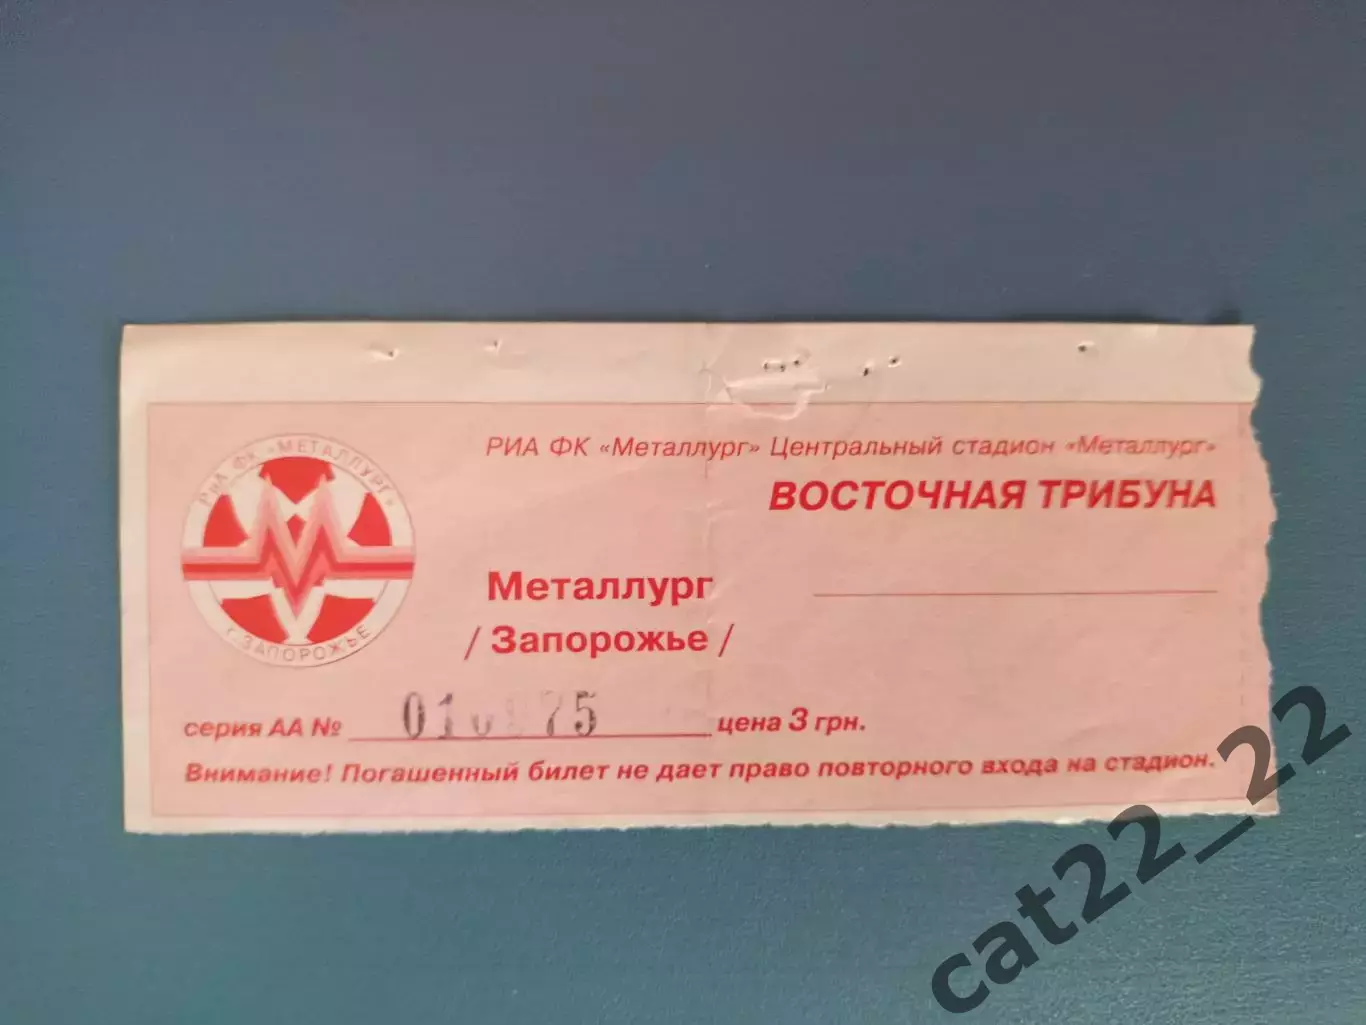 РИА ФК «МЕТАЛЛУРГ»
г. ЗАПОРОЖЬЕ
РИА ФК «Металлург» Центральный стадион «Металлург»
ВОСТОЧНАЯ ТРИБУНА
Металлург
/Запорожье/
серия АА № цена 3 грн.
Внимание! Погашенный билет не дает право повторного входа на стадион.
cat22_22